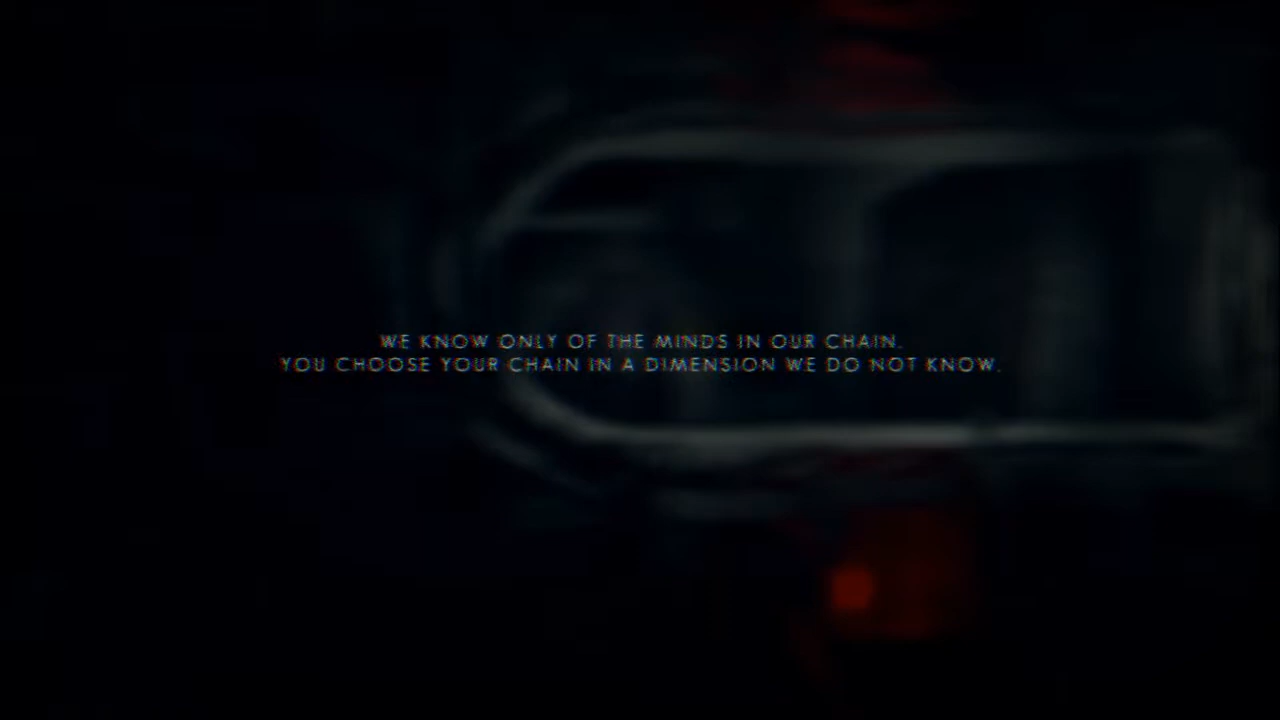 WE KNOW ONLY OF THE MINDS IN OUR CHAIN.
YOU CHOOSE YOUR CHAIN IN A DIMENSION WE DO NOT KNOW.